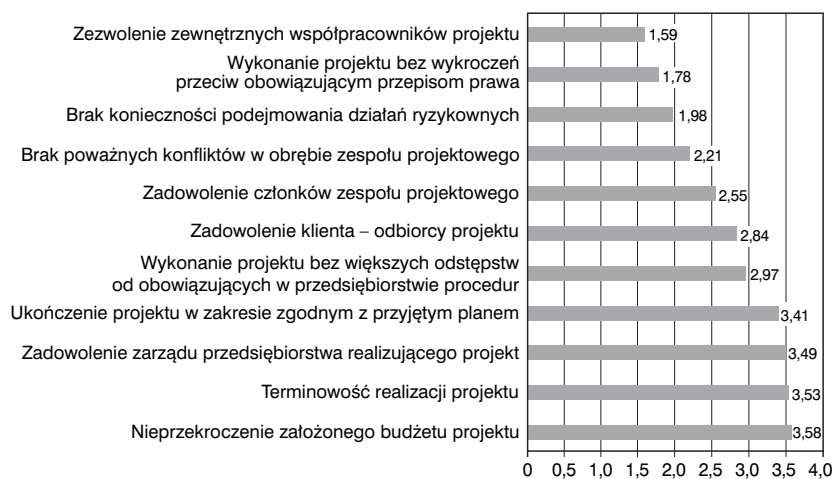 Zezwolenie zewnętrznych współpracowników projektu
1,59
Wykonanie projektu bez wykroczeń
przeciw obowiązującym przepisom prawa
1,78
Brak konieczności podejmowania działań ryzykownych
1,98
Brak poważnych konfliktów w obrębie zespołu projektowego
2,21
Zadowolenie członków zespołu projektowego
2,55
Zadowolenie klienta – odbiorcy projektu
2,84
Wykonanie projektu bez większych odstępstw
od obowiązujących w przedsiębiorstwie procedur
2,97
Ukończenie projektu w zakresie zgodnym z przyjętym planem
3,41
Zadowolenie zarządu przedsiębiorstwa realizującego projekt
3,49
Terminowość realizacji projektu
3,53
Nieprzekroczenie założonego budżetu projektu
3,58
0 0,5 1,0 1,5 2,0 2,5 3,0 3,5 4,0